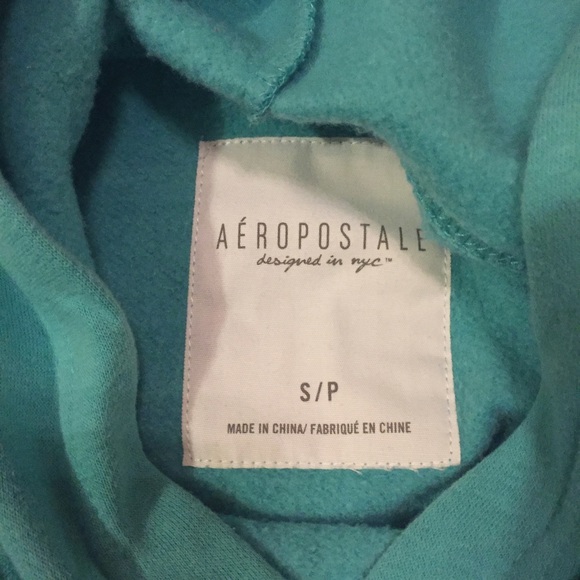 AÉROPOSTALE
designed in nyc™
S/P
MADE IN CHINA/ FABRIQUÉ EN CHINE